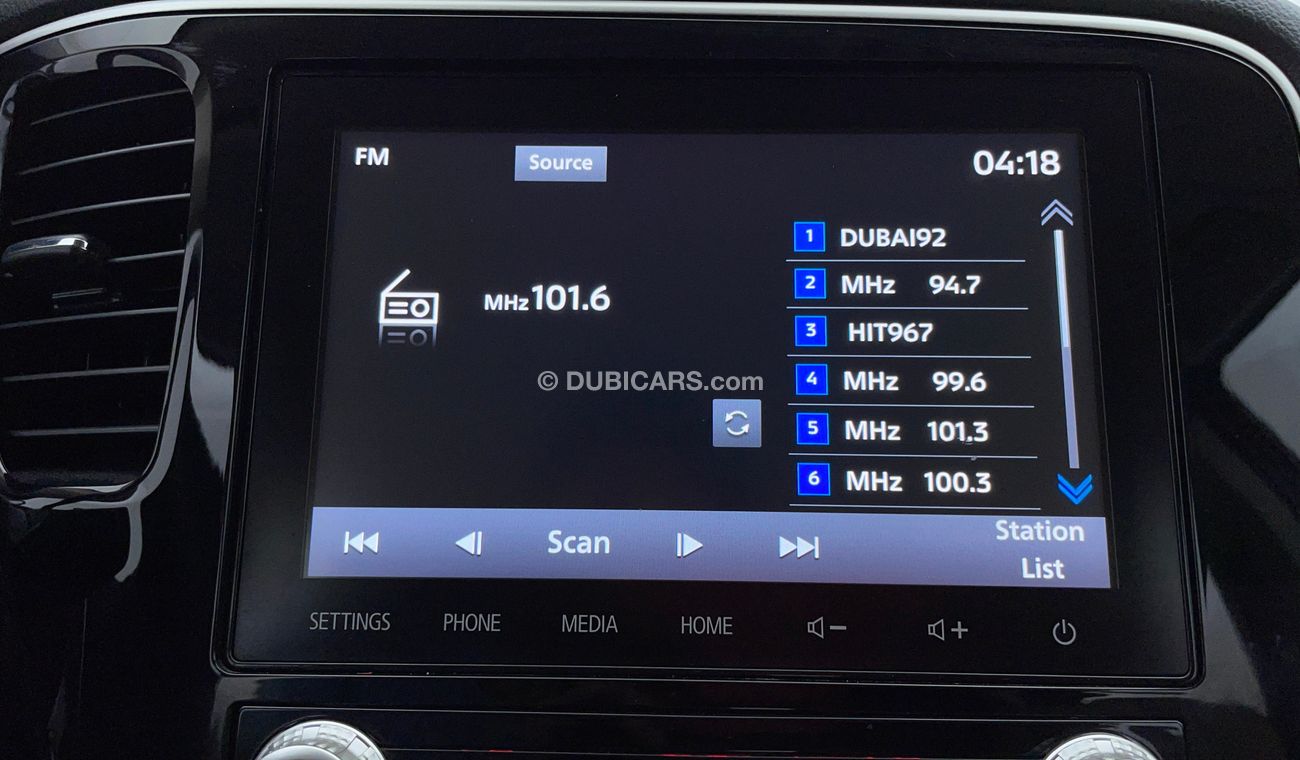 FM
Source
04:18
MHz 101.6
1 DUBAI92
2 MHz 94.7
3 HIT967
4 MHz 99.6
5 MHz 101.3
6 MHz 100.3
© DUBICARS.com
Scan
Station
List
SETTINGS PHONE MEDIA HOME